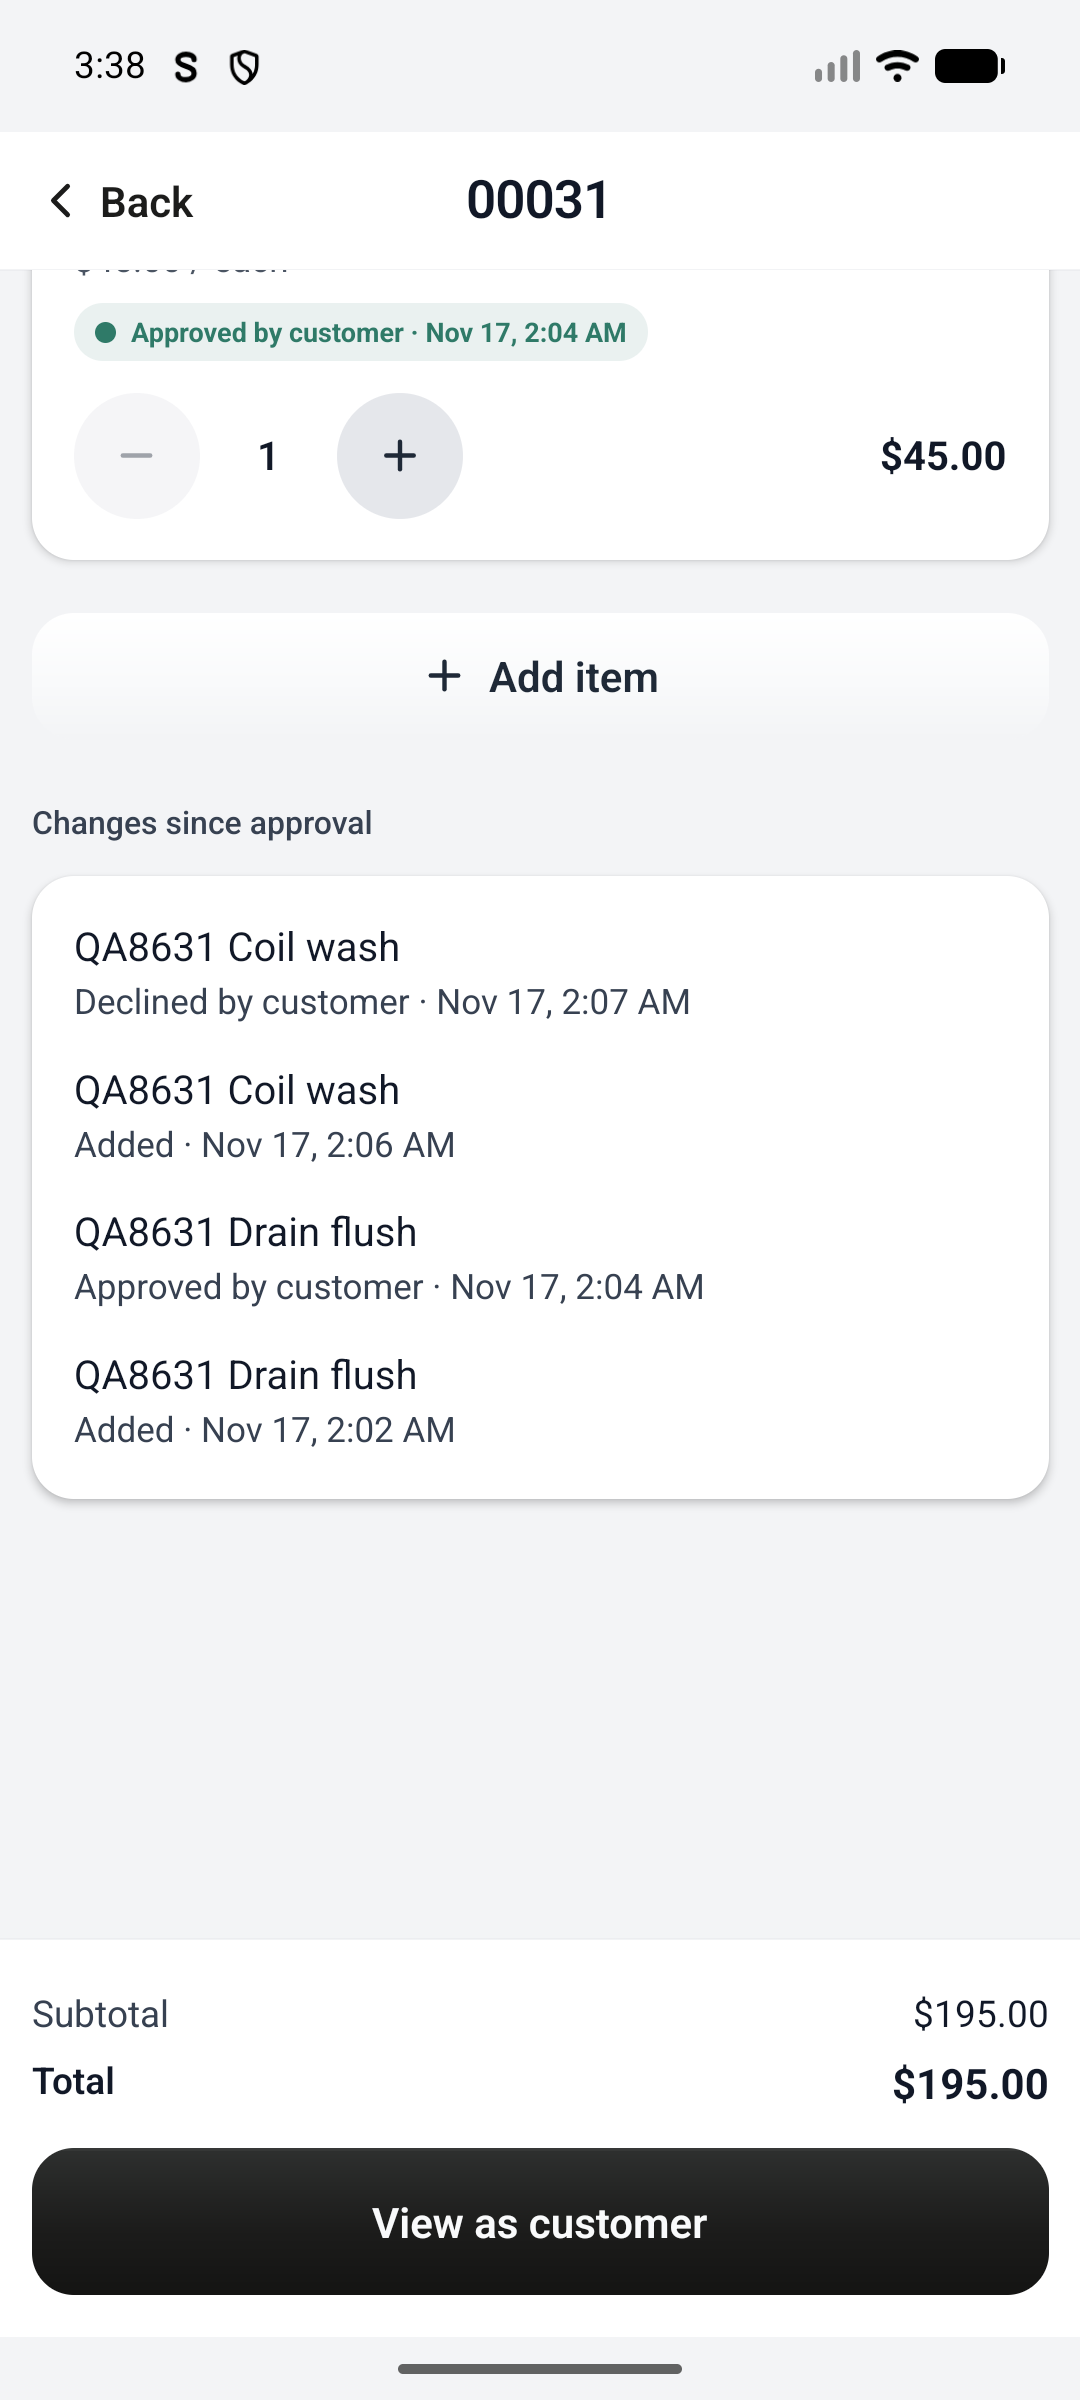 3:38
Back
00031
Approved by customer · Nov 17, 2:04 AM
1
$45.00
Add item
Changes since approval
QA8631 Coil wash
Declined by customer · Nov 17, 2:07 AM
QA8631 Coil wash
Added · Nov 17, 2:06 AM
QA8631 Drain flush
Approved by customer · Nov 17, 2:04 AM
QA8631 Drain flush
Added · Nov 17, 2:02 AM
Subtotal
$195.00
Total
$195.00
View as customer